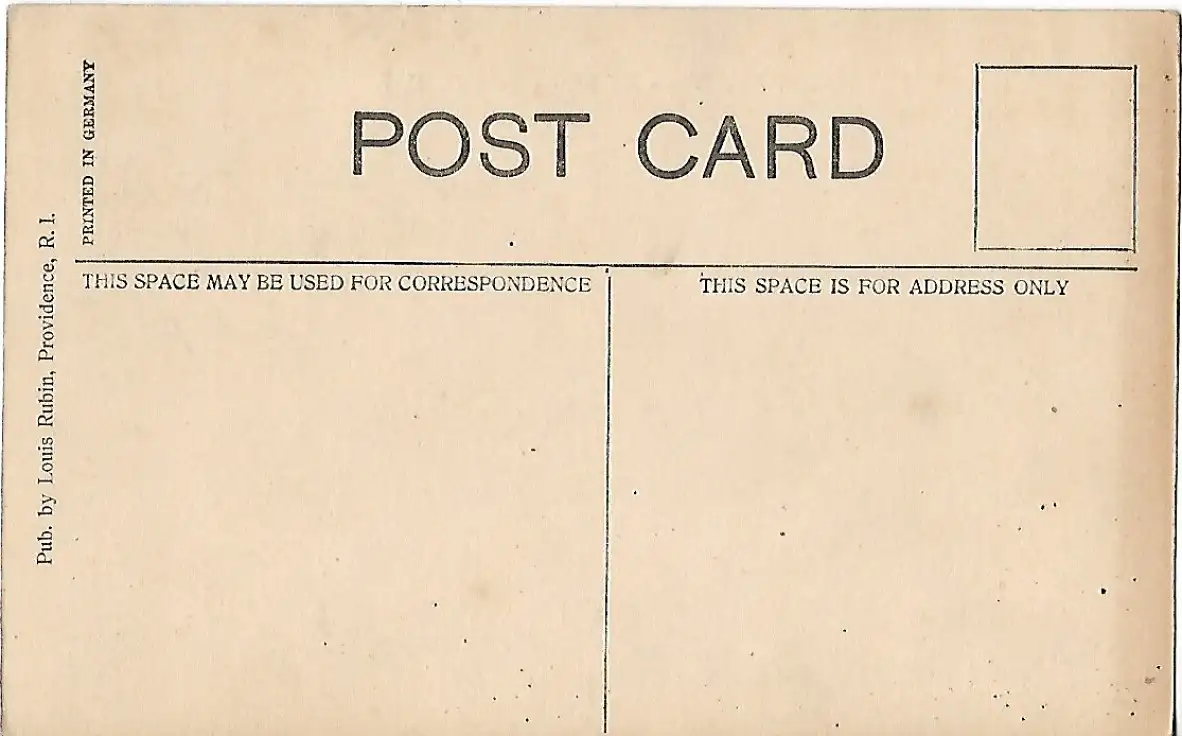 POST CARD
PRINTED IN GERMANY
Pub. by Louis Rubin, Providence, R. I.
THIS SPACE MAY BE USED FOR CORRESPONDENCE
THIS SPACE IS FOR ADDRESS ONLY